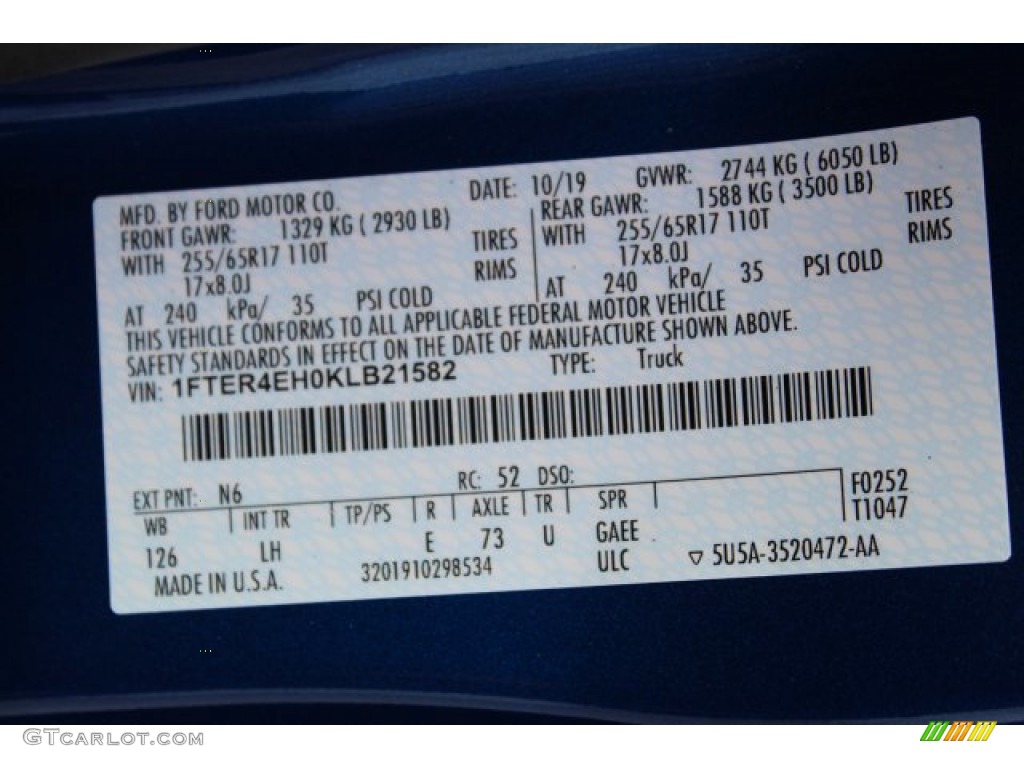 MFD. BY FORD MOTOR CO. DATE: 10/19 GVWR: 2744 KG ( 6050 LB)
FRONT GAWR: 1329 KG ( 2930 LB) REAR GAWR: 1588 KG ( 3500 LB)
WITH 255/65R17 110T TIRES WITH 255/65R17 110T TIRES
17x8.0J RIMS 17x8.0J RIMS
AT 240 kPa/ 35 PSI COLD AT 240 kPa/ 35 PSI COLD
THIS VEHICLE CONFORMS TO ALL APPLICABLE FEDERAL MOTOR VEHICLE
SAFETY STANDARDS IN EFFECT ON THE DATE OF MANUFACTURE SHOWN ABOVE.
VIN: 1FTER4EH0KLB21582 TYPE: Truck
EXT PNT: N6 RC: 52 DSO: F0252
WB INT TR TP/PS R AXLE TR SPR T1047
126 LH E 73 U GAEE
MADE IN U.S.A. 3201910298534 ULC ▽ 5U5A-3520472-AA
GTCARLOT.COM